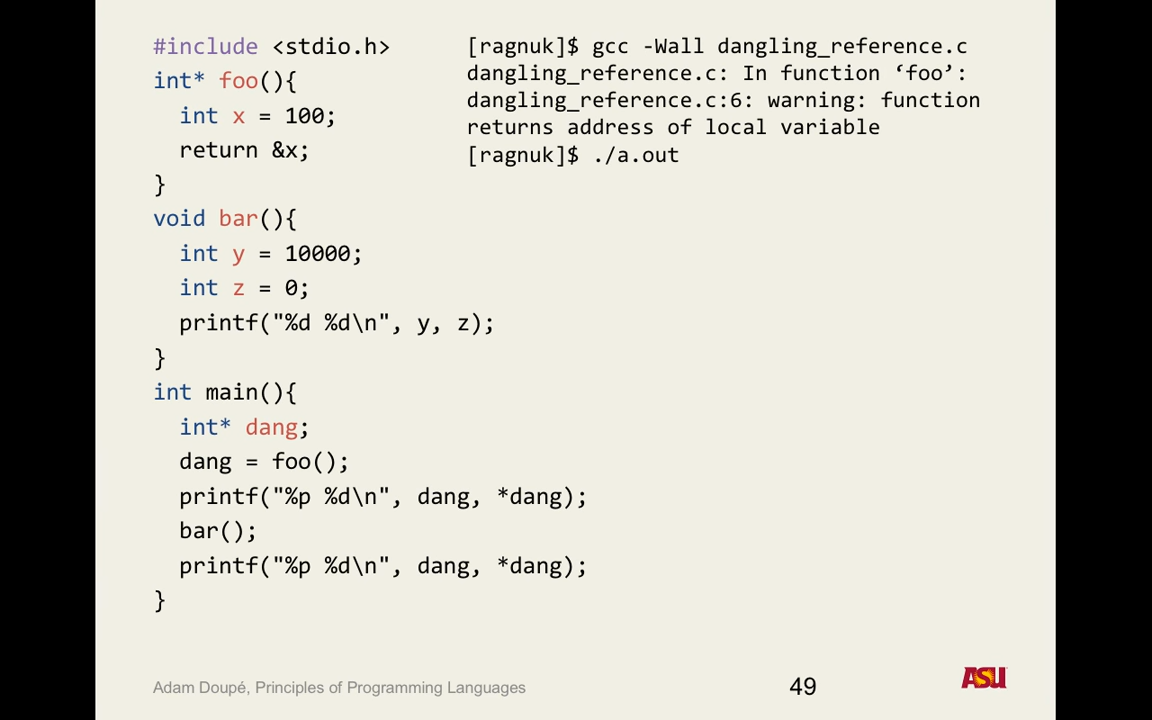 #include <stdio.h>
int* foo(){
  int x = 100;
  return &x;
}
void bar(){
  int y = 10000;
  int z = 0;
  printf("%d %d\n", y, z);
}
int main(){
  int* dang;
  dang = foo();
  printf("%p %d\n", dang, *dang);
  bar();
  printf("%p %d\n", dang, *dang);
}
[ragnuk]$ gcc -Wall dangling_reference.c
dangling_reference.c: In function ‘foo’:
dangling_reference.c:6: warning: function
returns address of local variable
[ragnuk]$ ./a.out
Adam Doupé, Principles of Programming Languages
49
ASU